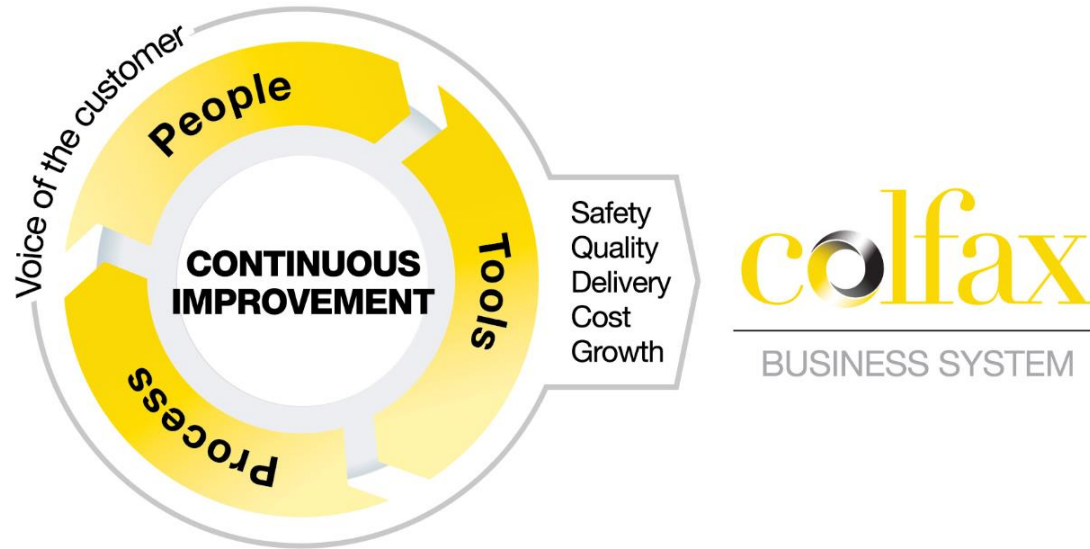 Voice of the customer
People
Tools
Process
CONTINUOUS
IMPROVEMENT
Safety
Quality
Delivery
Cost
Growth
colfax
BUSINESS SYSTEM